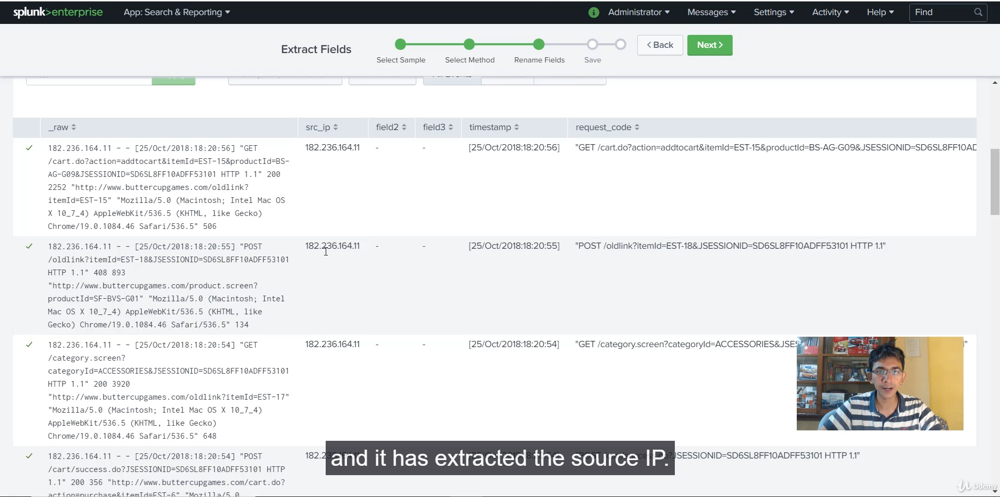 splunk>enterprise App: Search & Reporting Administrator Messages Settings Activity Help Find
Extract Fields
Select Sample Select Method Rename Fields Save
< Back Next >
All Events
_raw src_ip field2 field3 timestamp request_code
182.236.164.11 - - [25/Oct/2018:18:20:56] "GET
/cart.do?action=addtocart&itemId=EST-15&productId=BS-
AG-G09&JSESSIONID=SD6SL8FF10ADFF53101 HTTP 1.1" 200
2252 "http://www.buttercupgames.com/oldlink?
itemId=EST-15" "Mozilla/5.0 (Macintosh; Intel Mac OS
X 10_7_4) AppleWebKit/536.5 (KHTML, like Gecko)
Chrome/19.0.1084.46 Safari/536.5" 506
182.236.164.11 - - [25/Oct/2018:18:20:56] "GET /cart.do?action=addtocart&itemId=EST-15&productId=BS-AG-G09&JSESSIONID=SD6SL8FF10AD
182.236.164.11 - - [25/Oct/2018:18:20:55] "POST
/oldlink?itemId=EST-18&JSESSIONID=SD6SL8FF10ADFF53101
HTTP 1.1" 408 893
"http://www.buttercupgames.com/product.screen?
productId=SF-BVS-G01" "Mozilla/5.0 (Macintosh; Intel
Mac OS X 10_7_4) AppleWebKit/536.5 (KHTML, like
Gecko) Chrome/19.0.1084.46 Safari/536.5" 134
182.236.164.11 - - [25/Oct/2018:18:20:55] "POST /oldlink?itemId=EST-18&JSESSIONID=SD6SL8FF10ADFF53101 HTTP 1.1"
182.236.164.11 - - [25/Oct/2018:18:20:54] "GET
/category.screen?
categoryId=ACCESSORIES&JSESSIONID=SD6SL8FF10ADFF53101
HTTP 1.1" 200 3920
"http://www.buttercupgames.com/oldlink?itemId=EST-17"
"Mozilla/5.0 (Macintosh; Intel Mac OS X 10_7_4)
AppleWebKit/536.5 (KHTML, like Gecko)
Chrome/19.0.1084.46 Safari/536.5" 648
182.236.164.11 - - [25/Oct/2018:18:20:54] "GET /category.screen?categoryId=ACCESSORIES&JSES
182.236.164.11 - - [25/Oct/2018:18:20:54] "POST
/cart/success.do?JSESSIONID=SD6SL8FF10ADFF53101 HTTP
1.1" 200 356 "http://www.buttercupgames.com/cart.do?
action=purchase&itemId=EST-6" "Mozilla/5.0
JSESSIONID=SD6SL8FF10ADFF53101 HTTP 1.1"
and it has extracted the source IP.
Udemy